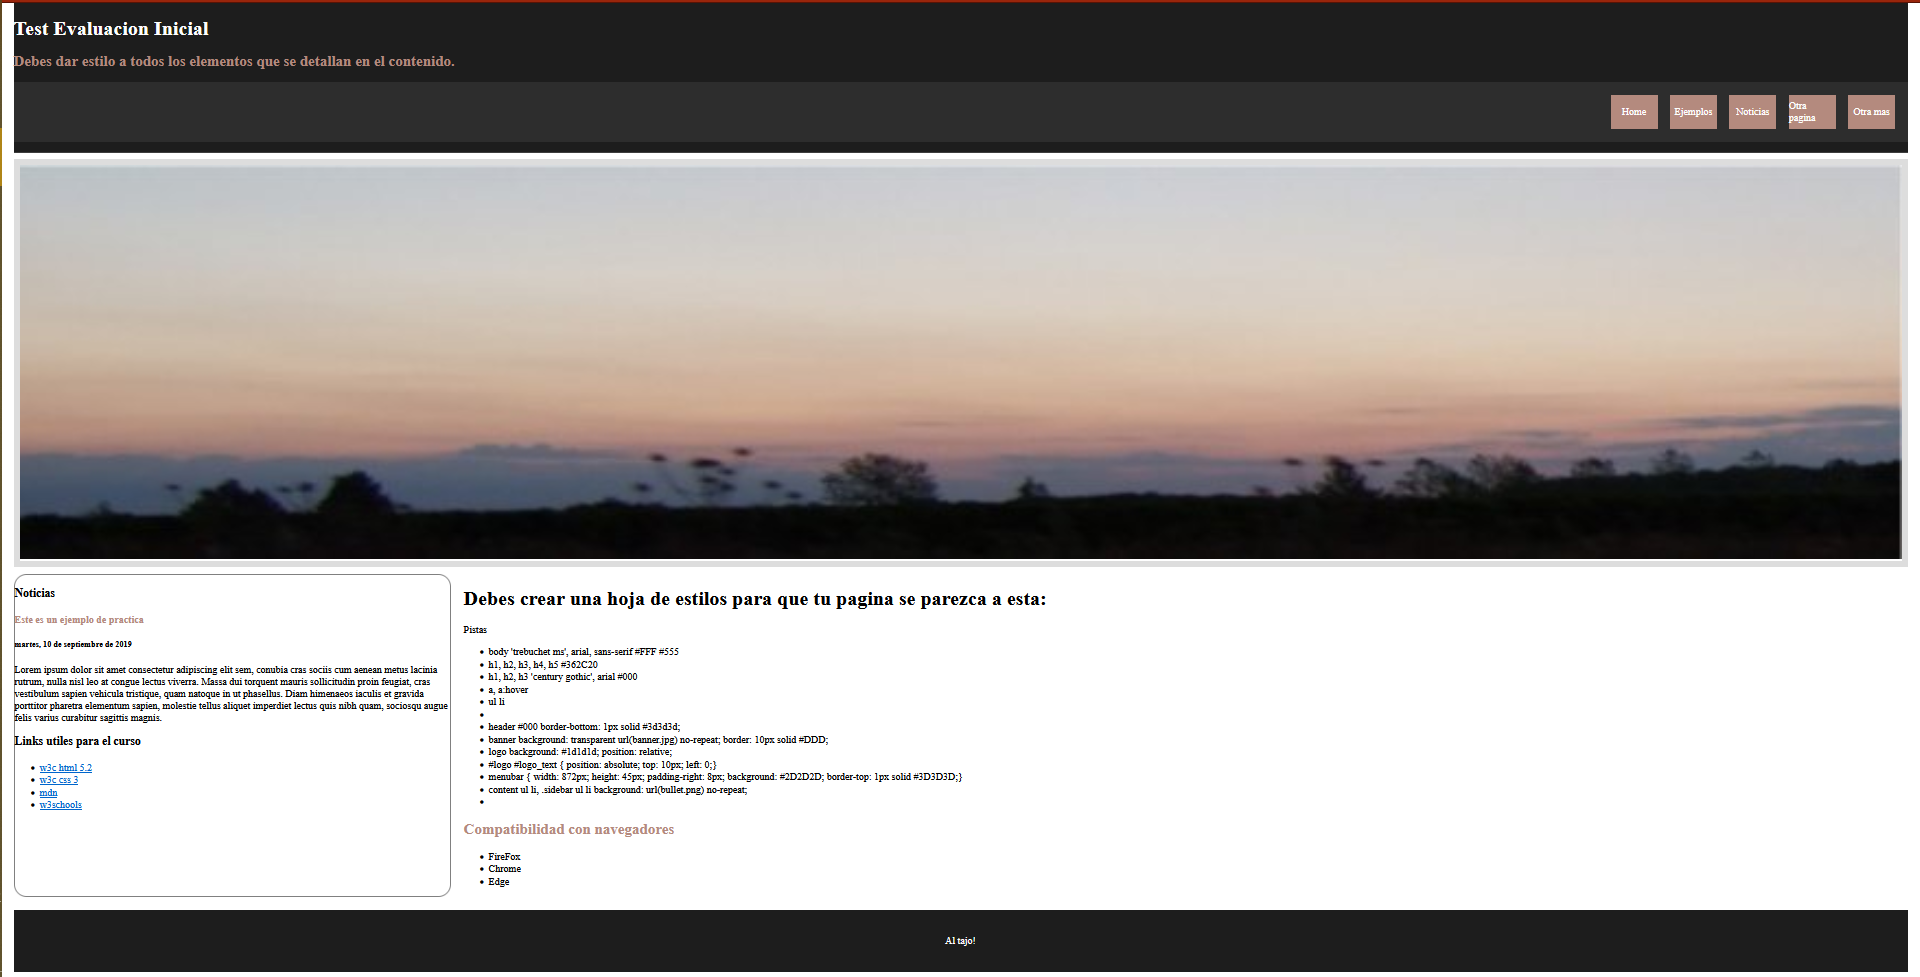 Test Evaluacion Inicial
Debes dar estilo a todos los elementos que se detallan en el contenido.
Home
Ejemplos
Noticias
Otra
pagina
Otra mas
Noticias
Este es un ejemplo de practica
martes, 10 de septiembre de 2019
Lorem ipsum dolor sit amet consectetur adipiscing elit sem, conubia cras sociis cum aenean metus lacinia
rutrum, nulla nisl leo at congue lectus viverra. Massa dui torquent mauris sollicitudin proin feugiat, cras
vestibulum sapien vehicula tristique, quam natoque in ut phasellus. Diam himenaeos iaculis et gravida
porttitor pharetra elementum sapien, molestie tellus aliquet imperdiet lectus quis nibh quam, sociosqu augue
felis varius curabitur sagittis magnis.
Links utiles para el curso
w3c html 5.2
w3c css 3
mdn
w3schools
Debes crear una hoja de estilos para que tu pagina se parezca a esta:
Pistas
body 'trebuchet ms', arial, sans-serif #FFF #555
h1, h2, h3, h4, h5 #362C20
h1, h2, h3 'century gothic', arial #000
a, a:hover
ul li
header #000 border-bottom: 1px solid #3d3d3d;
banner background: transparent url(banner.jpg) no-repeat; border: 10px solid #DDD;
logo background: #1d1d1d; position: relative;
#logo #logo_text { position: absolute; top: 10px; left: 0;}
menubar { width: 872px; height: 45px; padding-right: 8px; background: #2D2D2D; border-top: 1px solid #3D3D3D;}
content ul li, .sidebar ul li background: url(bullet.png) no-repeat;
Compatibilidad con navegadores
FireFox
Chrome
Edge
Al tajo!